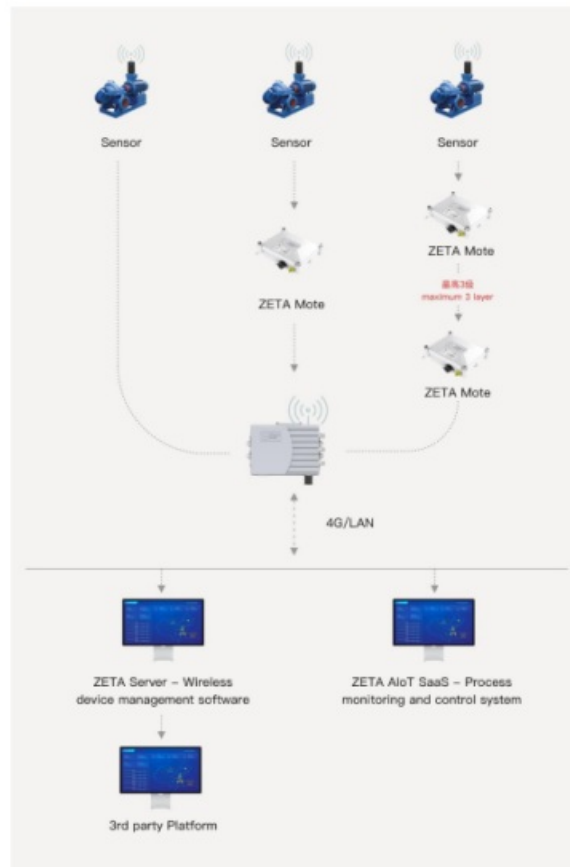 Sensor
Sensor
Sensor
ZETA Mote
ZETA Mote
最高3级
maximum 3 layer
ZETA Mote
4G/LAN
ZETA Server – Wireless
device management software
ZETA AIoT SaaS – Process
monitoring and control system
3rd party Platform